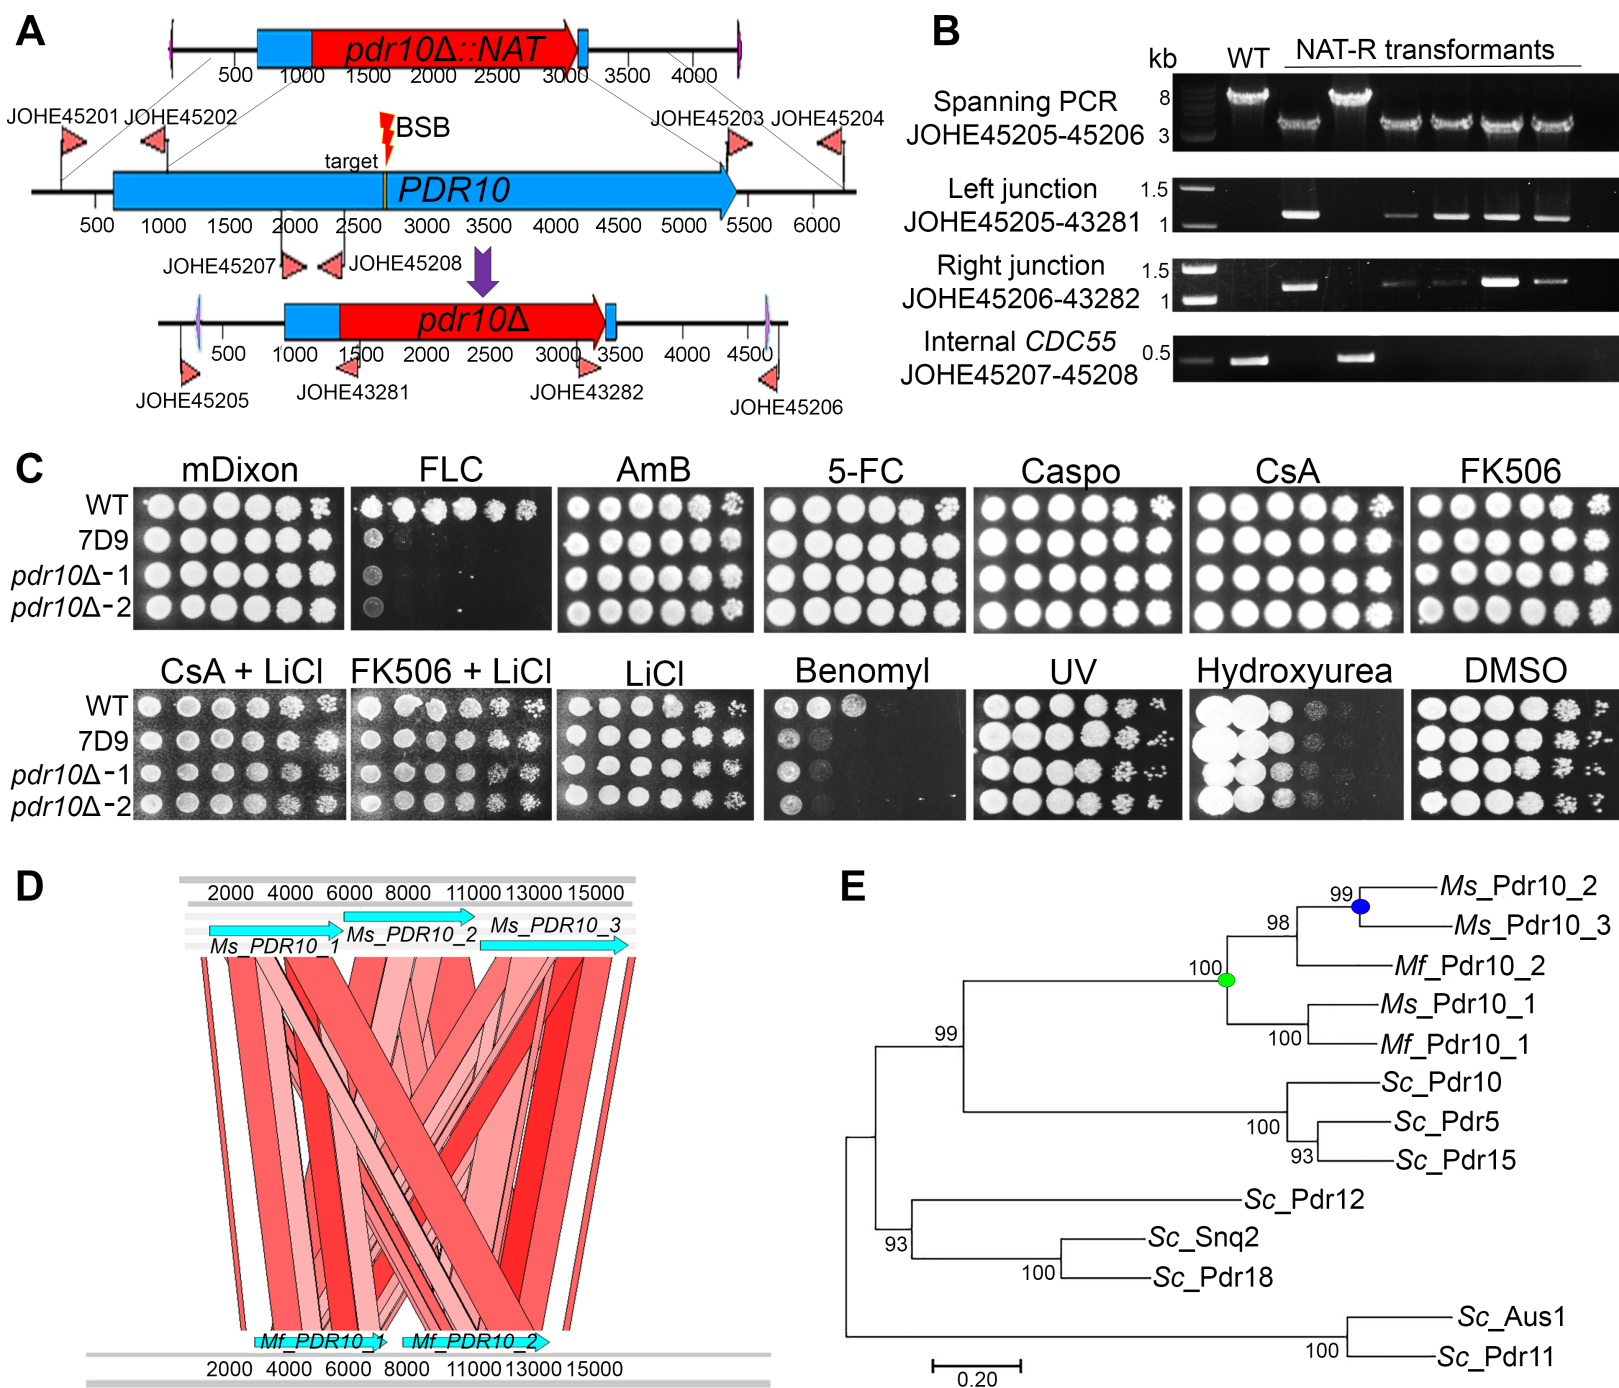 A
pdr10Δ::NAT
500 1000 1500 2000 2500 3000 3500 4000
JOHE45201 JOHE45202 BSB JOHE45203 JOHE45204
target
PDR10
500 1000 1500 2000 2500 3000 3500 4000 4500 5000 5500 6000
JOHE45207 JOHE45208
pdr10Δ
500 1000 1500 2000 2500 3000 3500 4000 4500
JOHE45205 JOHE43281 JOHE43282 JOHE45206
B
kb WT NAT-R transformants
Spanning PCR
JOHE45205-45206
8
3
Left junction
JOHE45205-43281
1.5
1
Right junction
JOHE45206-43282
1.5
1
Internal CDC55
JOHE45207-45208
0.5
C
mDixon FLC AmB 5-FC Caspo CsA FK506
WT
7D9
pdr10Δ-1
pdr10Δ-2
CsA + LiCl FK506 + LiCl LiCl Benomyl UV Hydroxyurea DMSO
WT
7D9
pdr10Δ-1
pdr10Δ-2
D
2000 4000 6000 8000 11000 13000 15000
Ms_PDR10_1 Ms_PDR10_2 Ms_PDR10_3
Mf_PDR10_1 Mf_PDR10_2
2000 4000 6000 8000 11000 13000 15000
E
99 Ms_Pdr10_2
Ms_Pdr10_3
98
Mf_Pdr10_2
100
Ms_Pdr10_1
100 Mf_Pdr10_1
99
Sc_Pdr10
100 Sc_Pdr5
93 Sc_Pdr15
Sc_Pdr12
93 Sc_Snq2
100 Sc_Pdr18
Sc_Aus1
100 Sc_Pdr11
0.20